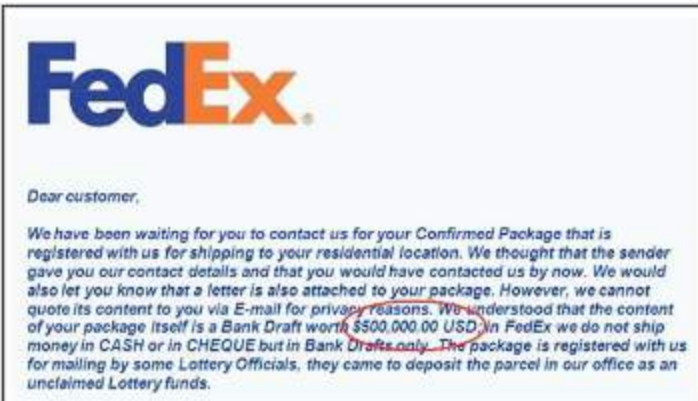 FedEx.
Dear customer,
We have been waiting for you to contact us for your Confirmed Package that is
registered with us for shipping to your residential location. We thought that the sender
gave you our contact details and that you would have contacted us by now. We would
also let you know that a letter is also attached to your package. However, we cannot
quote its content to you via E-mail for privacy reasons. We understood that the content
of your package itself is a Bank Draft worth $500,000.00 USD, in FedEx we do not ship
money in CASH or in CHEQUE but in Bank Drafts only. The package is registered with us
for mailing by some Lottery Officials, they came to deposit the parcel in our office as an
unclaimed Lottery funds.